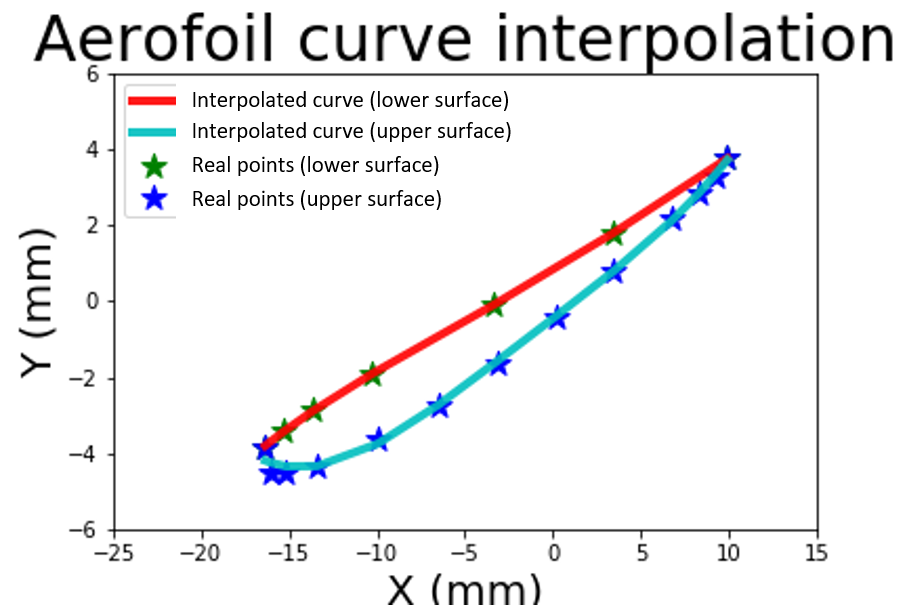 Aerofoil curve interpolation
6
Interpolated curve (lower surface)
Interpolated curve (upper surface)
4
Real points (lower surface)
Real points (upper surface)
2
0
−2
−4
−6
Y (mm)
−25 −20 −15 −10 −5 0 5 10 15
X (mm)